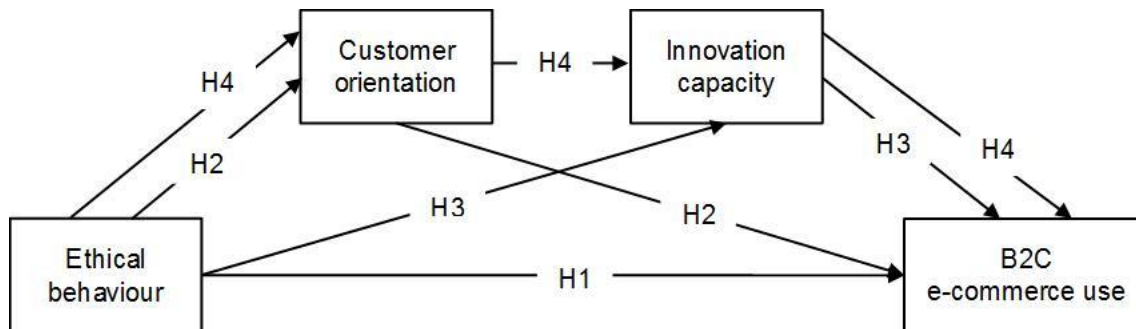 Customer
orientation
H4
Innovation
capacity
H4
H2
H3
H4
H3
H2
Ethical
behaviour
H1
B2C
e-commerce use